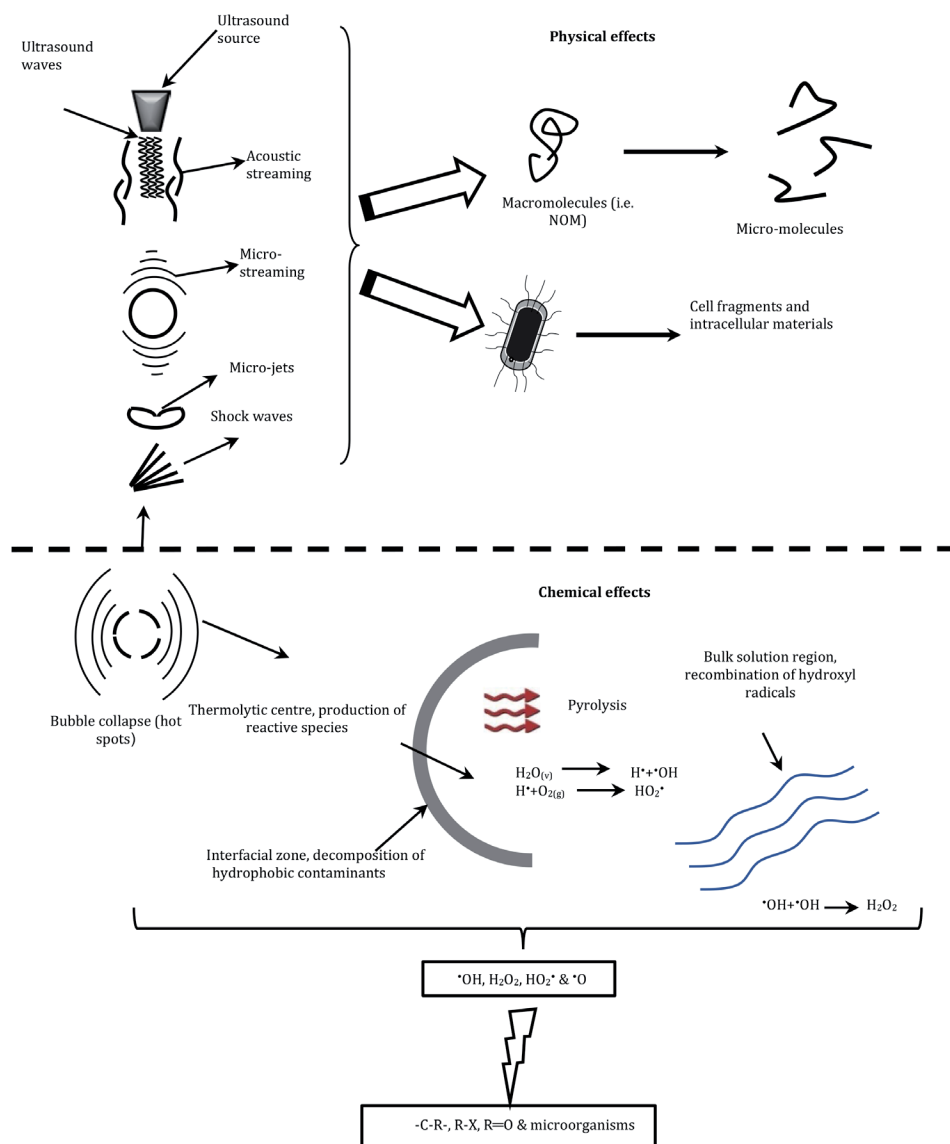 Ultrasound
source
Physical effects
Ultrasound
waves
Acoustic
streaming
Macromolecules (i.e.
NOM)
Micro-molecules
Micro-
streaming
Cell fragments and
intracellular materials
Micro-jets
Shock waves
Chemical effects
Bulk solution region,
recombination of hydroxyl
radicals
Bubble collapse (hot
spots)
Thermolytic centre, production of
reactive species
Pyrolysis
H₂O₍ᵥ₎ H•+•OH
H•+O₂₍g₎ HO₂•
Interfacial zone, decomposition of
hydrophobic contaminants
•OH+•OH H₂O₂
•OH, H₂O₂, HO₂• & •O
-C-R-, R-X, R=O & microorganisms